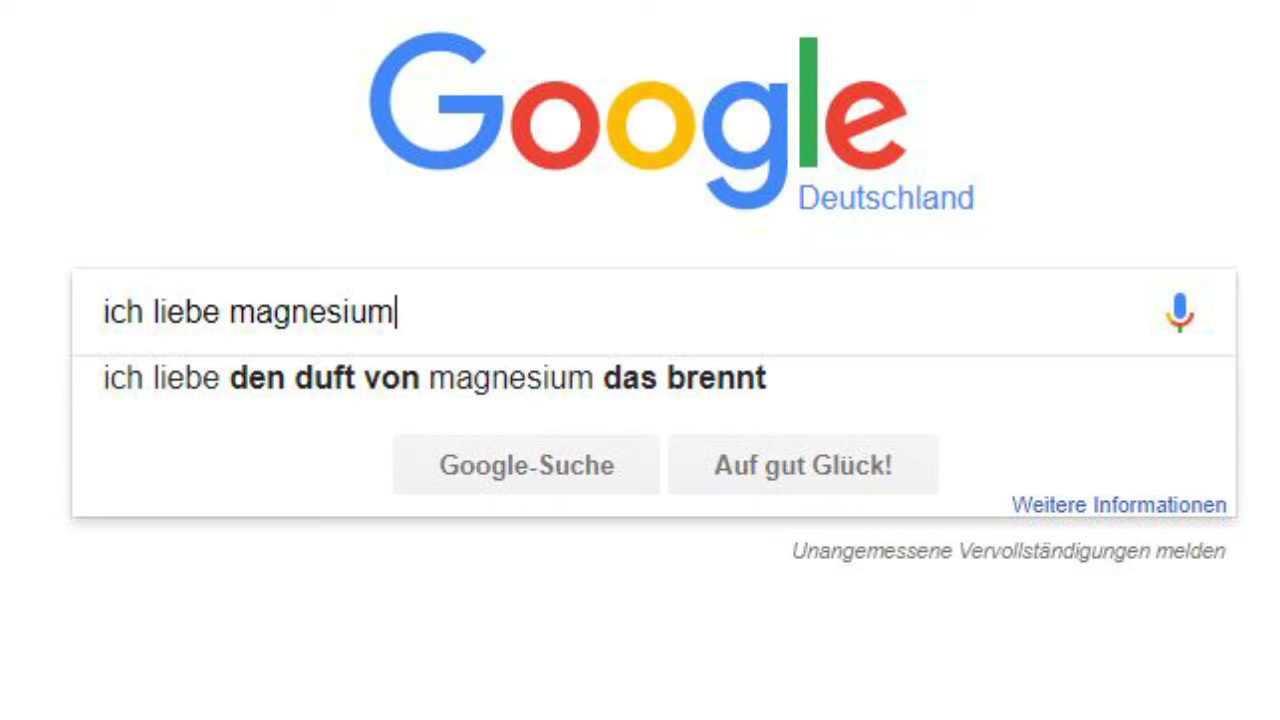 Google
Deutschland
ich liebe magnesium
ich liebe den duft von magnesium das brennt
Google-Suche Auf gut Glück!
Weitere Informationen
Unangemessene Vervollständigungen melden